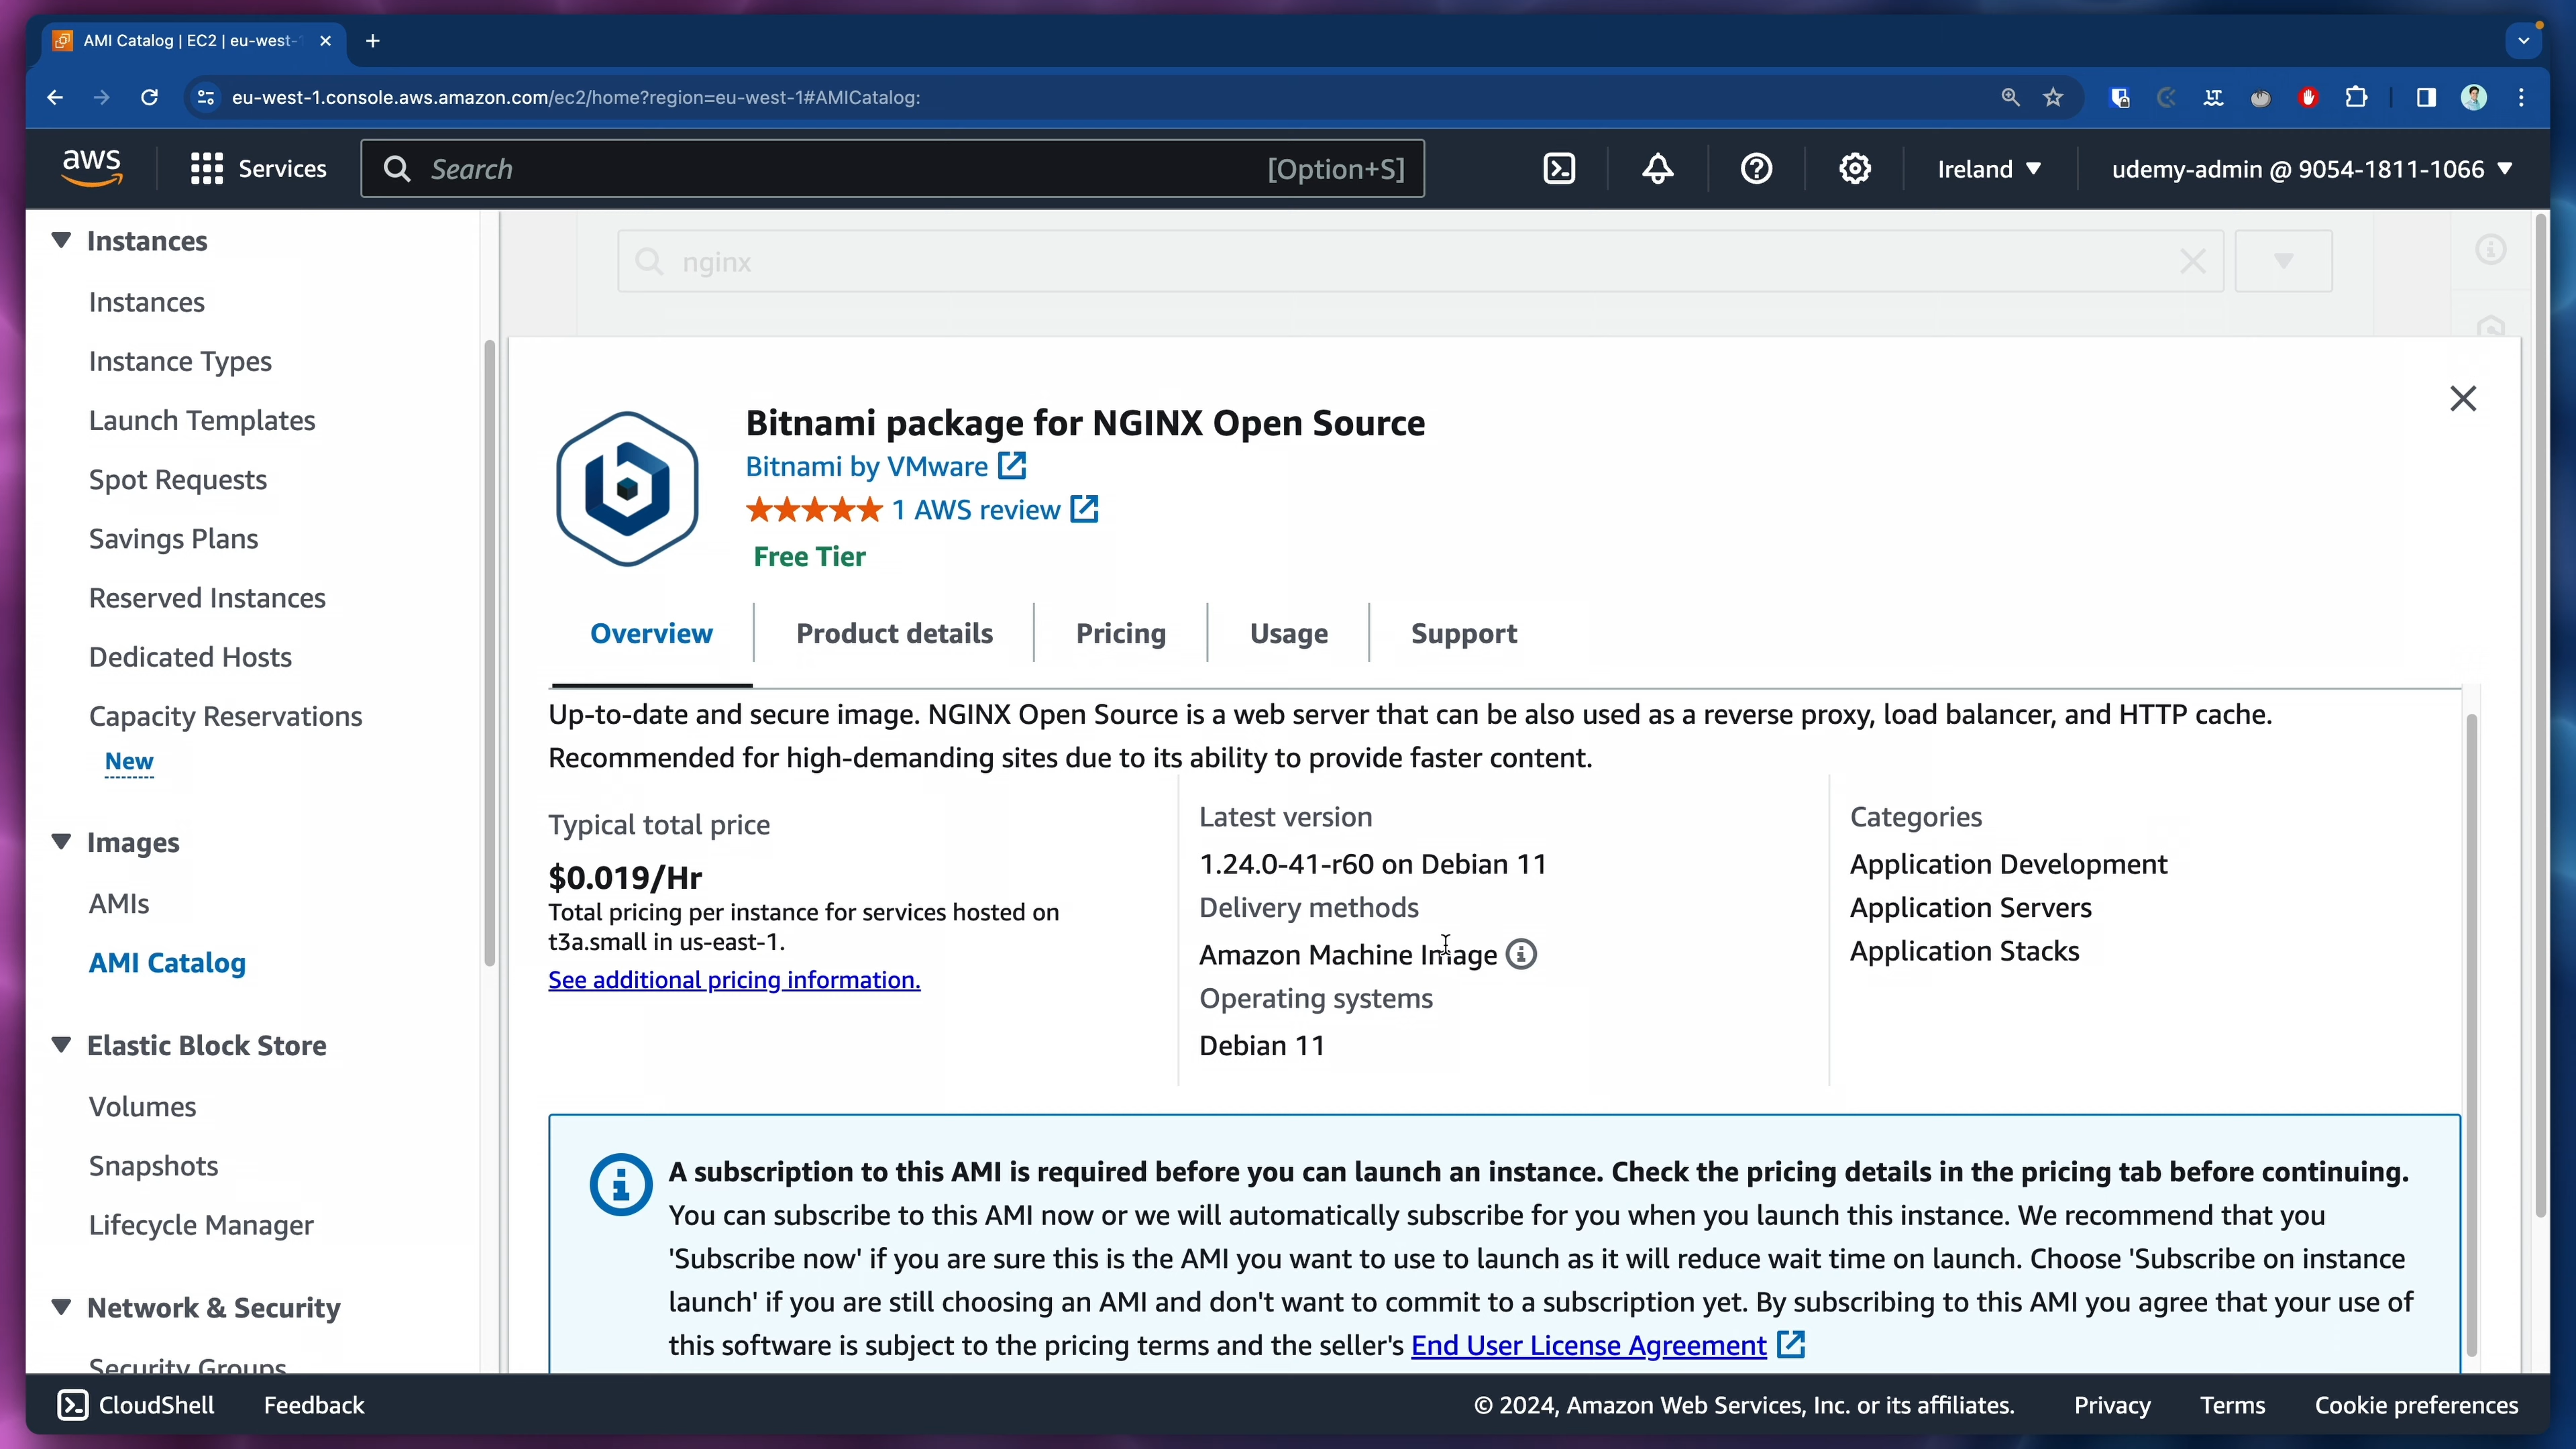 AMI Catalog | EC2 | eu-west-
eu-west-1.console.aws.amazon.com/ec2/home?region=eu-west-1#AMICatalog:
aws
Services
Search
[Option+S]
Ireland
udemy-admin @ 9054-1811-1066
Instances
Instances
Instance Types
Launch Templates
Spot Requests
Savings Plans
Reserved Instances
Dedicated Hosts
Capacity Reservations
New
Images
AMIs
AMI Catalog
Elastic Block Store
Volumes
Snapshots
Lifecycle Manager
Network & Security
Security Groups
nginx
Bitnami package for NGINX Open Source
Bitnami by VMware
1 AWS review
Free Tier
Overview
Product details
Pricing
Usage
Support
Up-to-date and secure image. NGINX Open Source is a web server that can be also used as a reverse proxy, load balancer, and HTTP cache.
Recommended for high-demanding sites due to its ability to provide faster content.
Typical total price
$0.019/Hr
Total pricing per instance for services hosted on
t3a.small in us-east-1.
See additional pricing information.
Latest version
1.24.0-41-r60 on Debian 11
Delivery methods
Amazon Machine Image
Operating systems
Debian 11
Categories
Application Development
Application Servers
Application Stacks
A subscription to this AMI is required before you can launch an instance. Check the pricing details in the pricing tab before continuing.
You can subscribe to this AMI now or we will automatically subscribe for you when you launch this instance. We recommend that you
'Subscribe now' if you are sure this is the AMI you want to use to launch as it will reduce wait time on launch. Choose 'Subscribe on instance
launch' if you are still choosing an AMI and don't want to commit to a subscription yet. By subscribing to this AMI you agree that your use of
this software is subject to the pricing terms and the seller's End User License Agreement
CloudShell
Feedback
© 2024, Amazon Web Services, Inc. or its affiliates.
Privacy
Terms
Cookie preferences